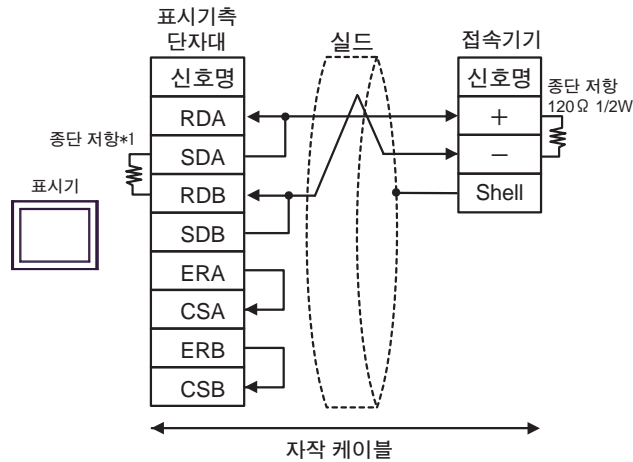 표시기측
단자대
실드
접속기기
신호명
신호명
종단 저항
120Ω 1/2W
RDA
+
종단 저항*1
SDA
−
표시기
RDB
Shell
SDB
ERA
CSA
ERB
CSB
자작 케이블